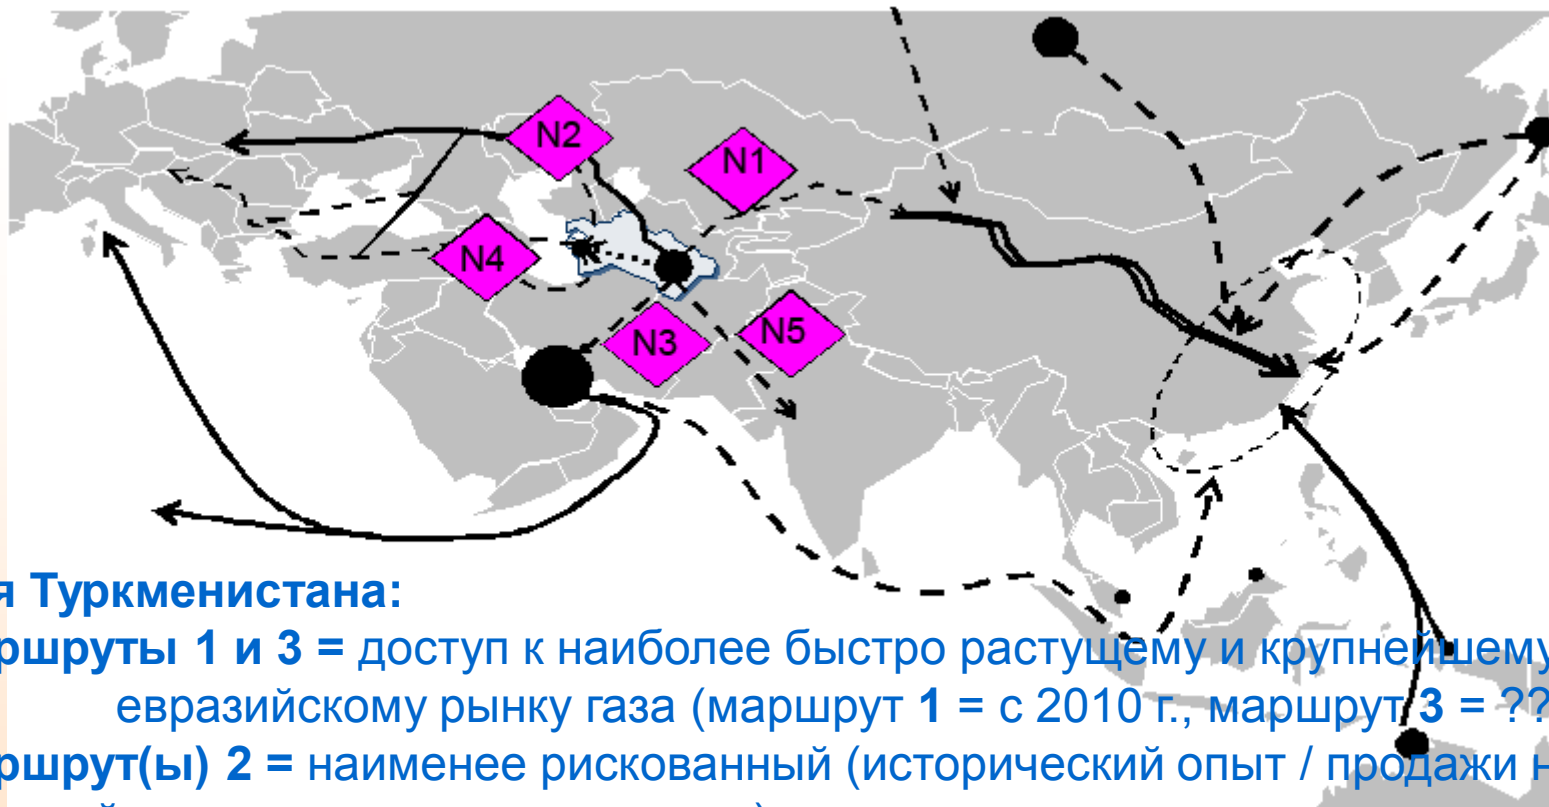 N2
N1
N4
N3
N5
я Туркменистана:
ршруты 1 и 3 = доступ к наиболее быстро растущему и крупнейшему
евразийскому рынку газа (маршрут 1 = с 2010 г., маршрут 3 = ??
ршрут(ы) 2 = наименее рискованный (исторический опыт / продажи н